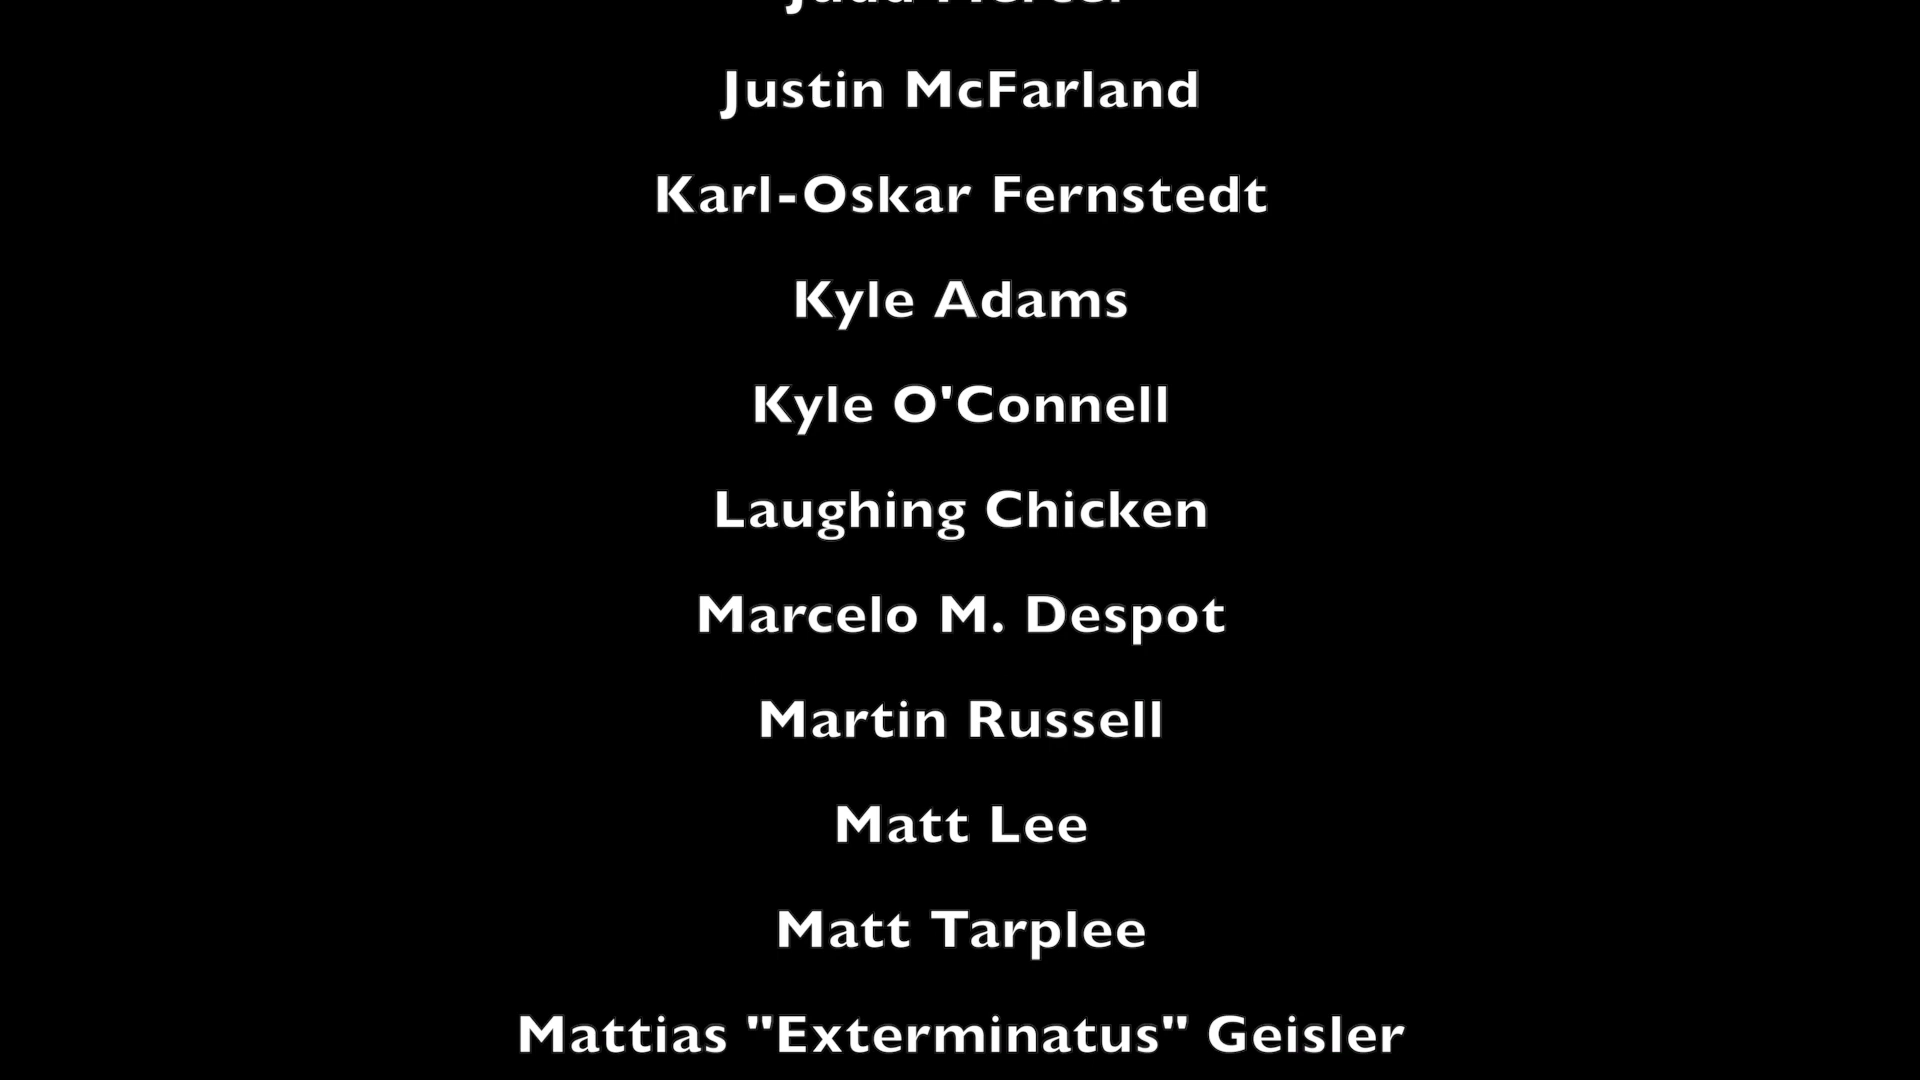 Justin McFarland
Karl-Oskar Fernstedt
Kyle Adams
Kyle O'Connell
Laughing Chicken
Marcelo M. Despot
Martin Russell
Matt Lee
Matt Tarplee
Mattias "Exterminatus" Geisler